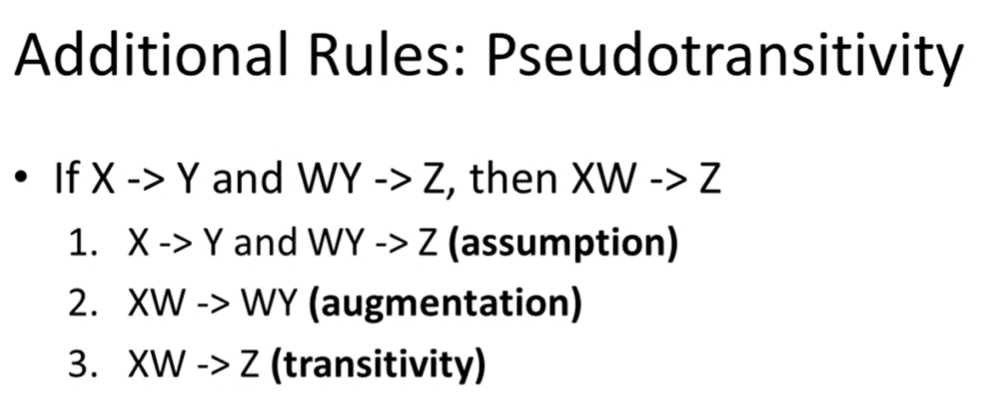 Additional Rules: Pseudotransitivity
• If X -> Y and WY -> Z, then XW -> Z
1. X -> Y and WY -> Z (assumption)
2. XW -> WY (augmentation)
3. XW -> Z (transitivity)